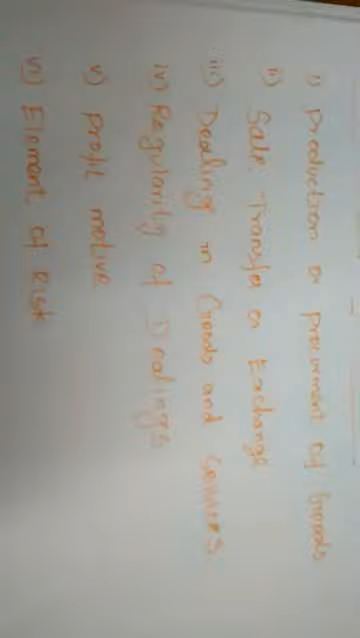 i) Production or procurment of Goods
ii) Sale Transfer or Exchange
iii) Dealing in Goods and Services
iv) Regularity of Dealings
v) Profit motive
vi) Element of Risk